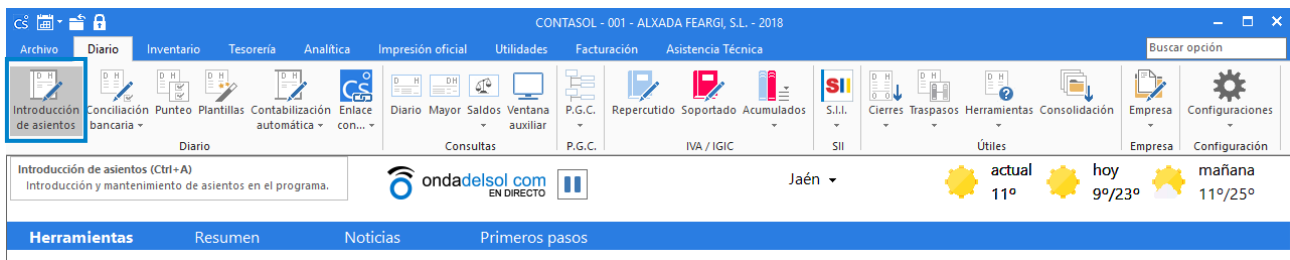 CS
CONTASOL - 001 - ALXADA FEARGI, S.L. - 2018
Archivo Diario Inventario Tesorería Analítica Impresión oficial Utilidades Facturación Asistencia Técnica Buscar opción
D H D H D H D H D H CS D H DH SII D H D H D H
Introducción Conciliación Punteo Plantillas Contabilización Enlace Diario Mayor Saldos Ventana P.G.C. Repercutido Soportado Acumulados S.I.I. Cierres Traspasos Herramientas Consolidación Empresa Configuraciones
de asientos bancaria automática con... auxiliar
Diario Consultas P.G.C. IVA / IGIC SII Útiles Empresa Configuración
Introducción de asientos (Ctrl+A)
Introducción y mantenimiento de asientos en el programa.
ondadelsol com
EN DIRECTO
Jaén
actual hoy mañana
11º 9º/23º 11º/25º
Herramientas Resumen Noticias Primeros pasos